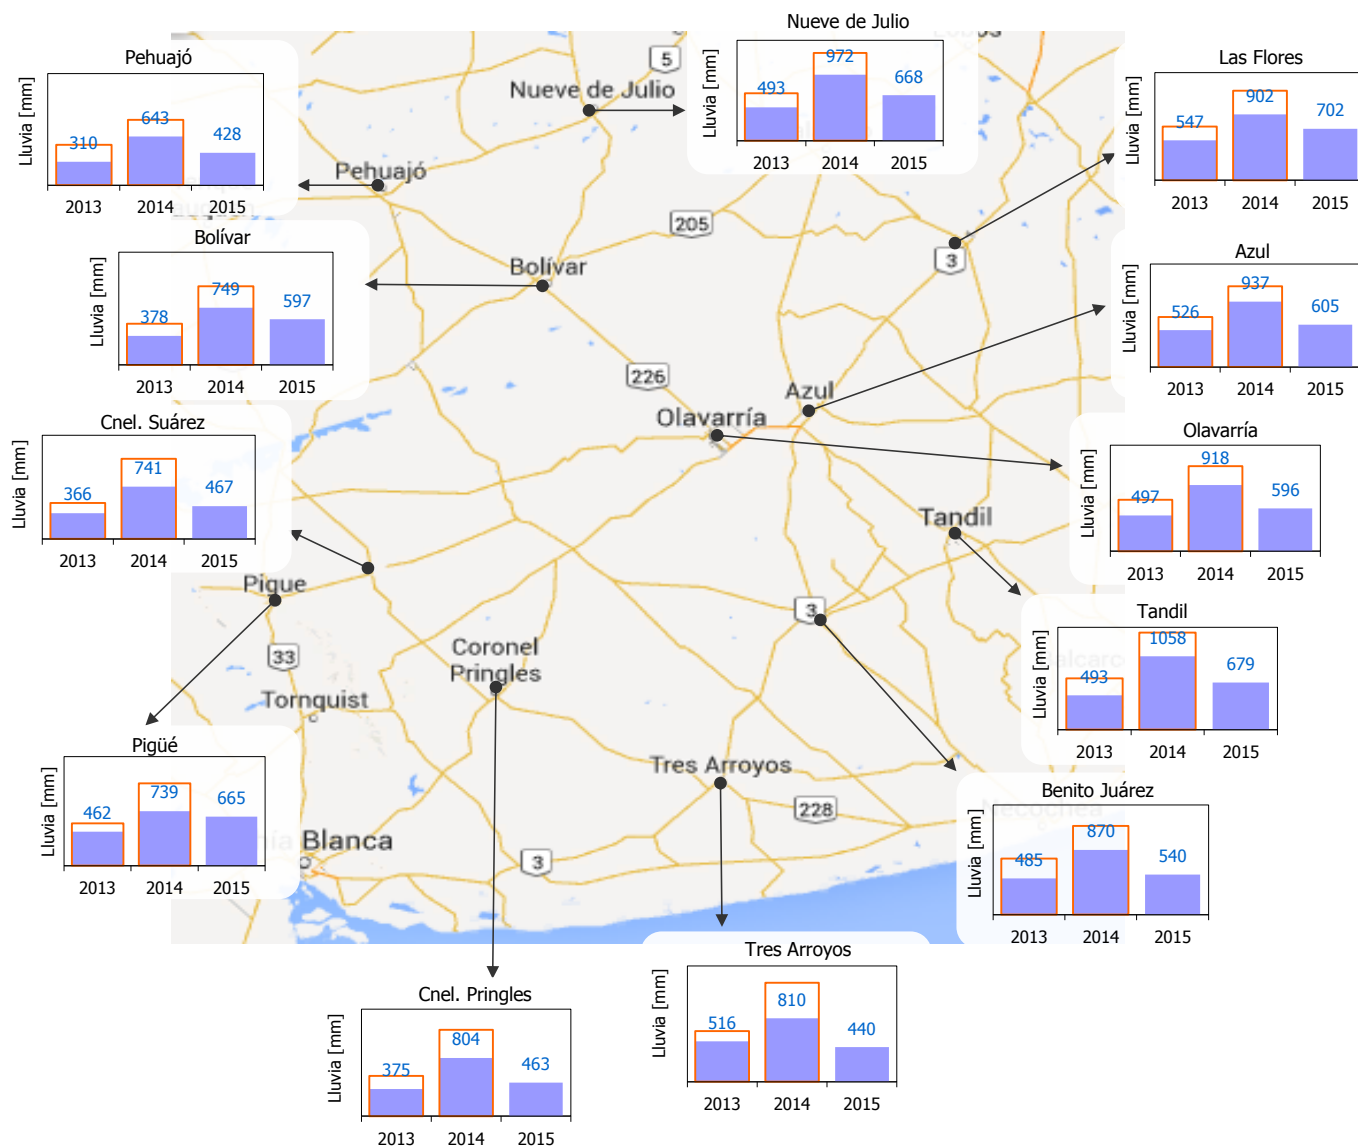 Nueve de Julio
Lluvia [mm]
493
972
668
2013
2014
2015
Pehuajó
Lluvia [mm]
310
643
428
2013
2014
2015
Las Flores
Lluvia [mm]
547
902
702
2013
2014
2015
5
Nueve de Julio
Pehuajó
205
Bolívar
Lluvia [mm]
378
749
597
2013
2014
2015
Bolívar
3
Azul
Lluvia [mm]
526
937
605
2013
2014
2015
226
Azul
Olavarría
Cnel. Suárez
Lluvia [mm]
366
741
467
2013
2014
2015
Olavarría
Lluvia [mm]
497
918
596
2013
2014
2015
Tandil
Pigue
3
33
Coronel
Pringles
Tornquist
Tandil
Lluvia [mm]
493
1058
679
2013
2014
2015
Pigüé
Lluvia [mm]
462
739
665
2013
2014
2015
Tres Arroyos
228
Blanca
3
Benito Juárez
Lluvia [mm]
485
870
540
2013
2014
2015
Tres Arroyos
Lluvia [mm]
516
810
440
2013
2014
2015
Cnel. Pringles
Lluvia [mm]
375
804
463
2013
2014
2015